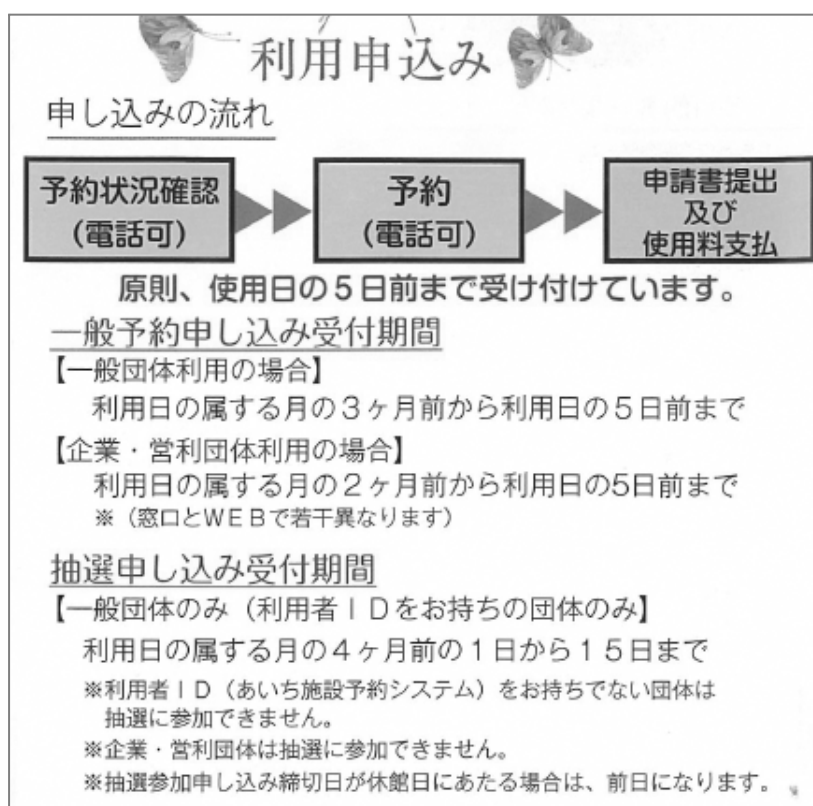 利用申込み
申し込みの流れ
予約状況確認
(電話可)
予約
(電話可)
申請書提出
及び
使用料支払
原則、使用日の5日前まで受け付けています。
一般予約申し込み受付期間
【一般団体利用の場合】
利用日の属する月の3ヶ月前から利用日の5日前まで
【企業・営利団体利用の場合】
利用日の属する月の2ヶ月前から利用日の5日前まで
※(窓口とWEBで若干異なります)
抽選申し込み受付期間
【一般団体のみ(利用者IDをお持ちの団体のみ】
利用日の属する月の4ヶ月前の1日から15日まで
※利用者ID(あいち施設予約システム)をお持ちでない団体は
抽選に参加できません。
※企業・営利団体は抽選に参加できません。
※抽選参加申し込み締切日が休館日にあたる場合は、前日になります。